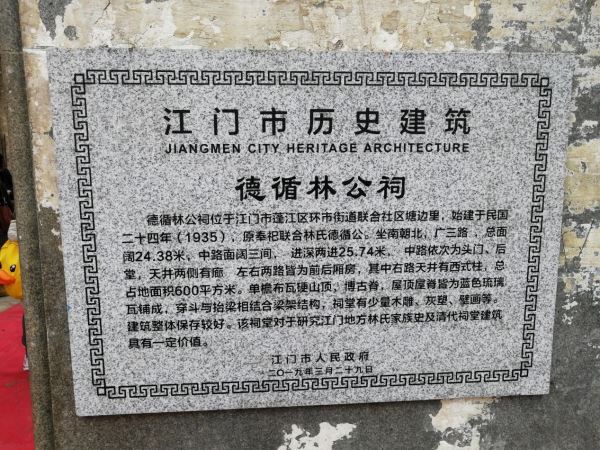 江门市历史建筑
JIANGMEN CITY HERITAGE ARCHITECTURE
德循林公祠
德循林公祠位于江门市蓬江区环市街道联合社区塘边里，始建于民国
二十四年（1935），原奉祀联合林氏德循公。坐南朝北，广三路，总面
阔24.38米，中路面阔三间，进深两进25.74米，中路依次为头门、后
堂，天井两侧有廊，左右两路皆为前后厢房，其中右路天井有西式柱，总
占地面积600平方米。单檐布瓦硬山顶，博古脊，屋顶屋脊皆为蓝色琉璃
瓦铺成，穿斗与抬梁相结合梁架结构，祠堂有少量木雕、灰塑、壁画等。
建筑整体保存较好。该祠堂对于研究江门地方林氏家族史及清代祠堂建筑
具有一定价值。
江门市人民政府
二〇一九年三月二十九日